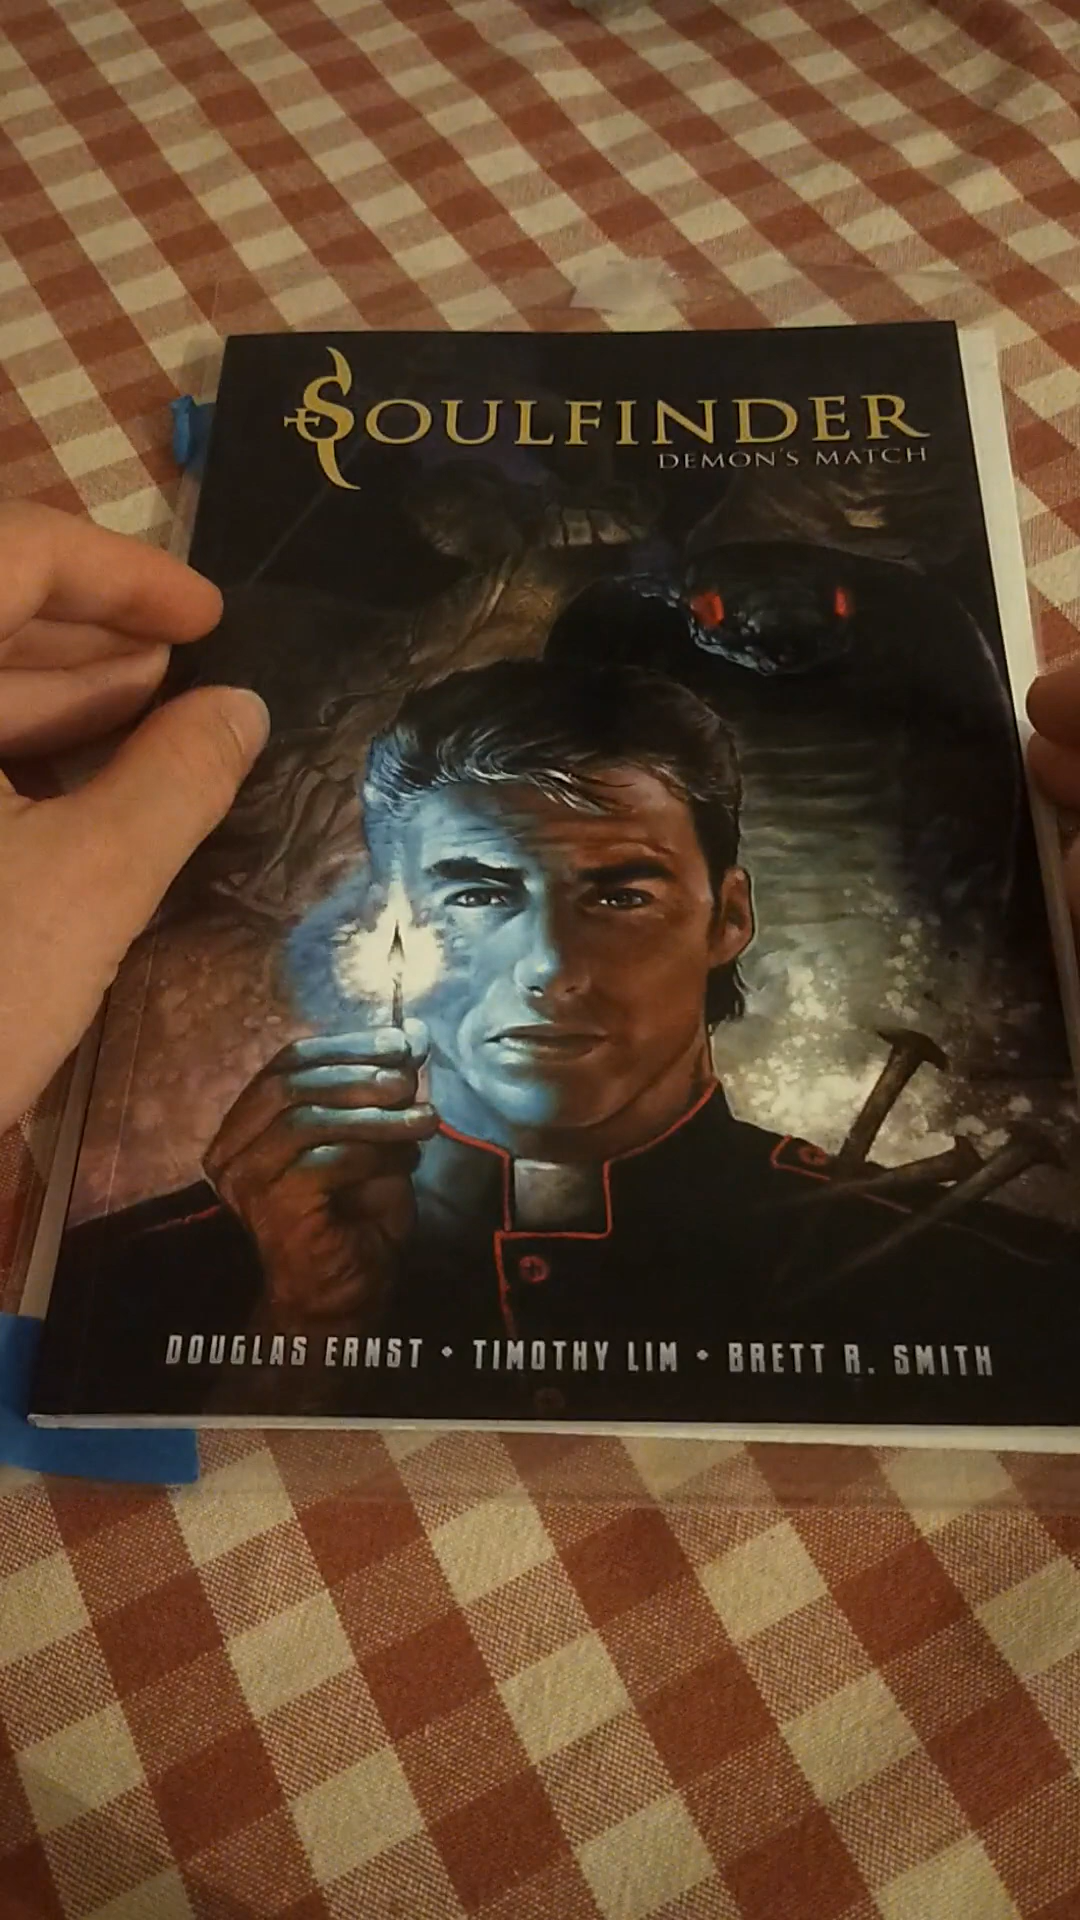 SOULFINDER
DEMON'S MATCH
DOUGLAS ERNST • TIMOTHY LIM • BRETT R. SMITH